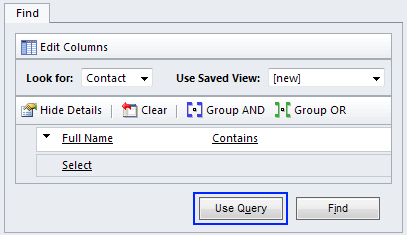 Find
Edit Columns
Look for: Contact Use Saved View: [new]
Hide Details Clear Group AND Group OR
Full Name Contains
Select
Use Query Find